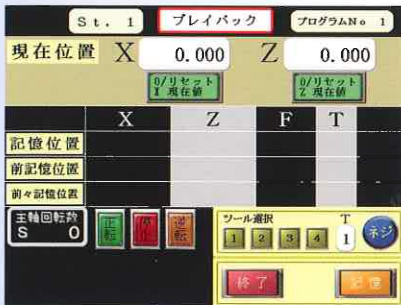 St. 1 プレイバック プログラムNo 1
現在位置 X 0.000 Z 0.000
0/リセット 0/リセット
X 現在値 Z 現在値
X Z F T
記憶位置
前記憶位置
前々記憶位置
主軸回転数 ツール選択 T
S 0 正転 停止 逆転 1 2 3 4 1 ネジ
終了 記憶